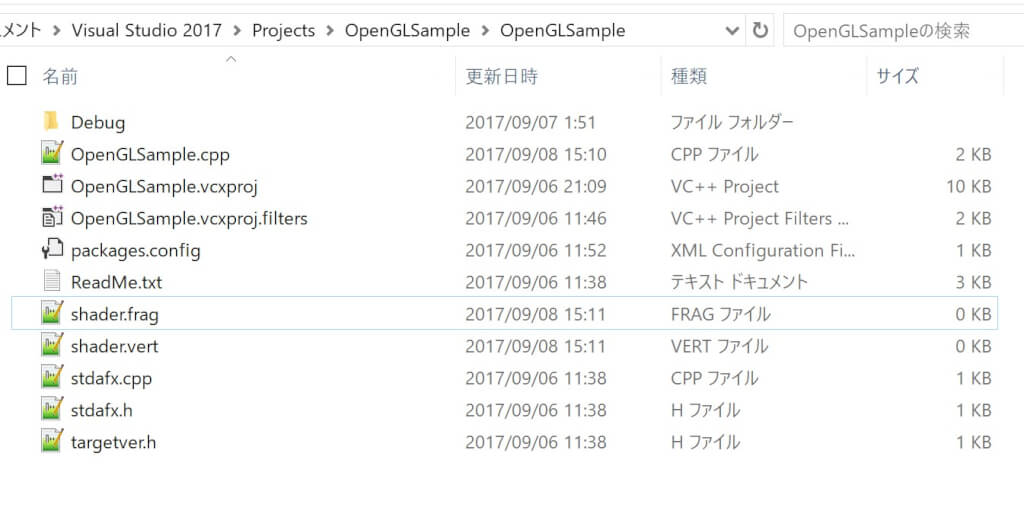 メント > Visual Studio 2017 > Projects > OpenGLSample > OpenGLSample OpenGLSampleの検索
名前 更新日時 種類 サイズ
Debug 2017/09/07 1:51 ファイル フォルダー
OpenGLSample.cpp 2017/09/08 15:10 CPP ファイル 2 KB
OpenGLSample.vcxproj 2017/09/06 21:09 VC++ Project 10 KB
OpenGLSample.vcxproj.filters 2017/09/06 11:46 VC++ Project Filters ... 2 KB
packages.config 2017/09/06 11:52 XML Configuration Fi... 1 KB
ReadMe.txt 2017/09/06 11:38 テキスト ドキュメント 3 KB
shader.frag 2017/09/08 15:11 FRAG ファイル 0 KB
shader.vert 2017/09/08 15:11 VERT ファイル 0 KB
stdafx.cpp 2017/09/06 11:38 CPP ファイル 1 KB
stdafx.h 2017/09/06 11:38 H ファイル 1 KB
targetver.h 2017/09/06 11:38 H ファイル 1 KB